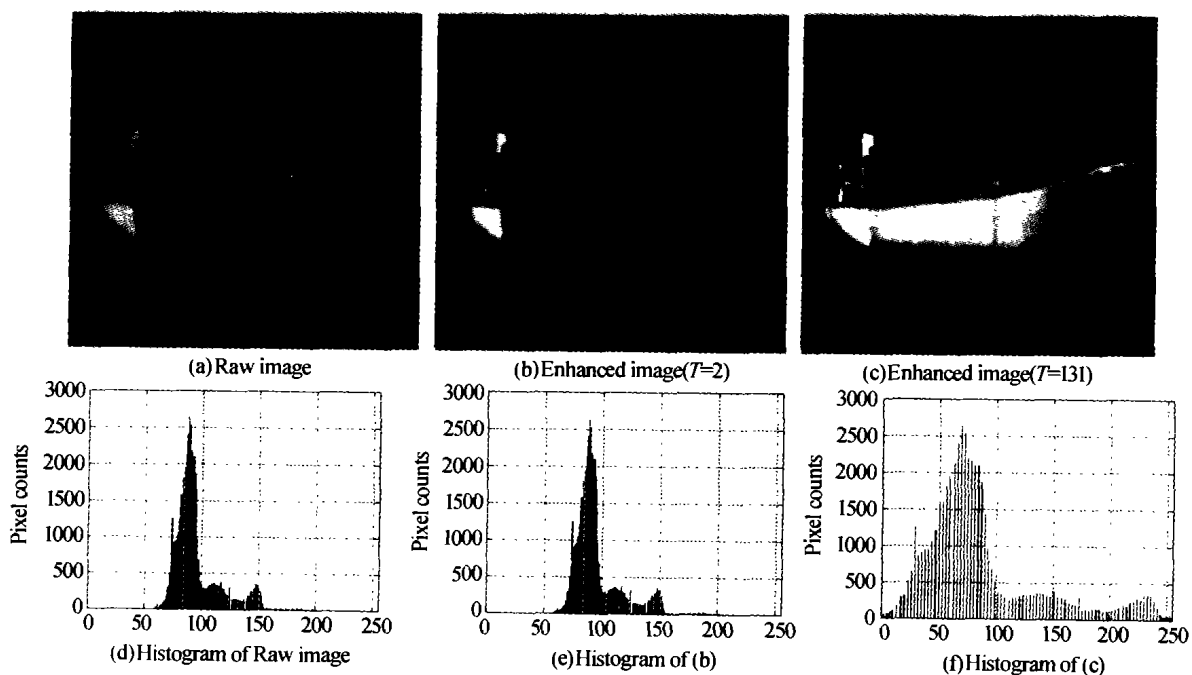 (a) Raw image
(b) Enhanced image(T=2)
(c) Enhanced image(T=131)
3000
2500
2000
1500
1000
500
0
Pixel counts
0 50 100 150 200 250
(d) Histogram of Raw image
3000
2500
2000
1500
1000
500
0
Pixel counts
0 50 100 150 200 250
(e) Histogram of (b)
3000
2500
2000
1500
1000
500
0
Pixel counts
0 50 100 150 200 250
(f) Histogram of (c)